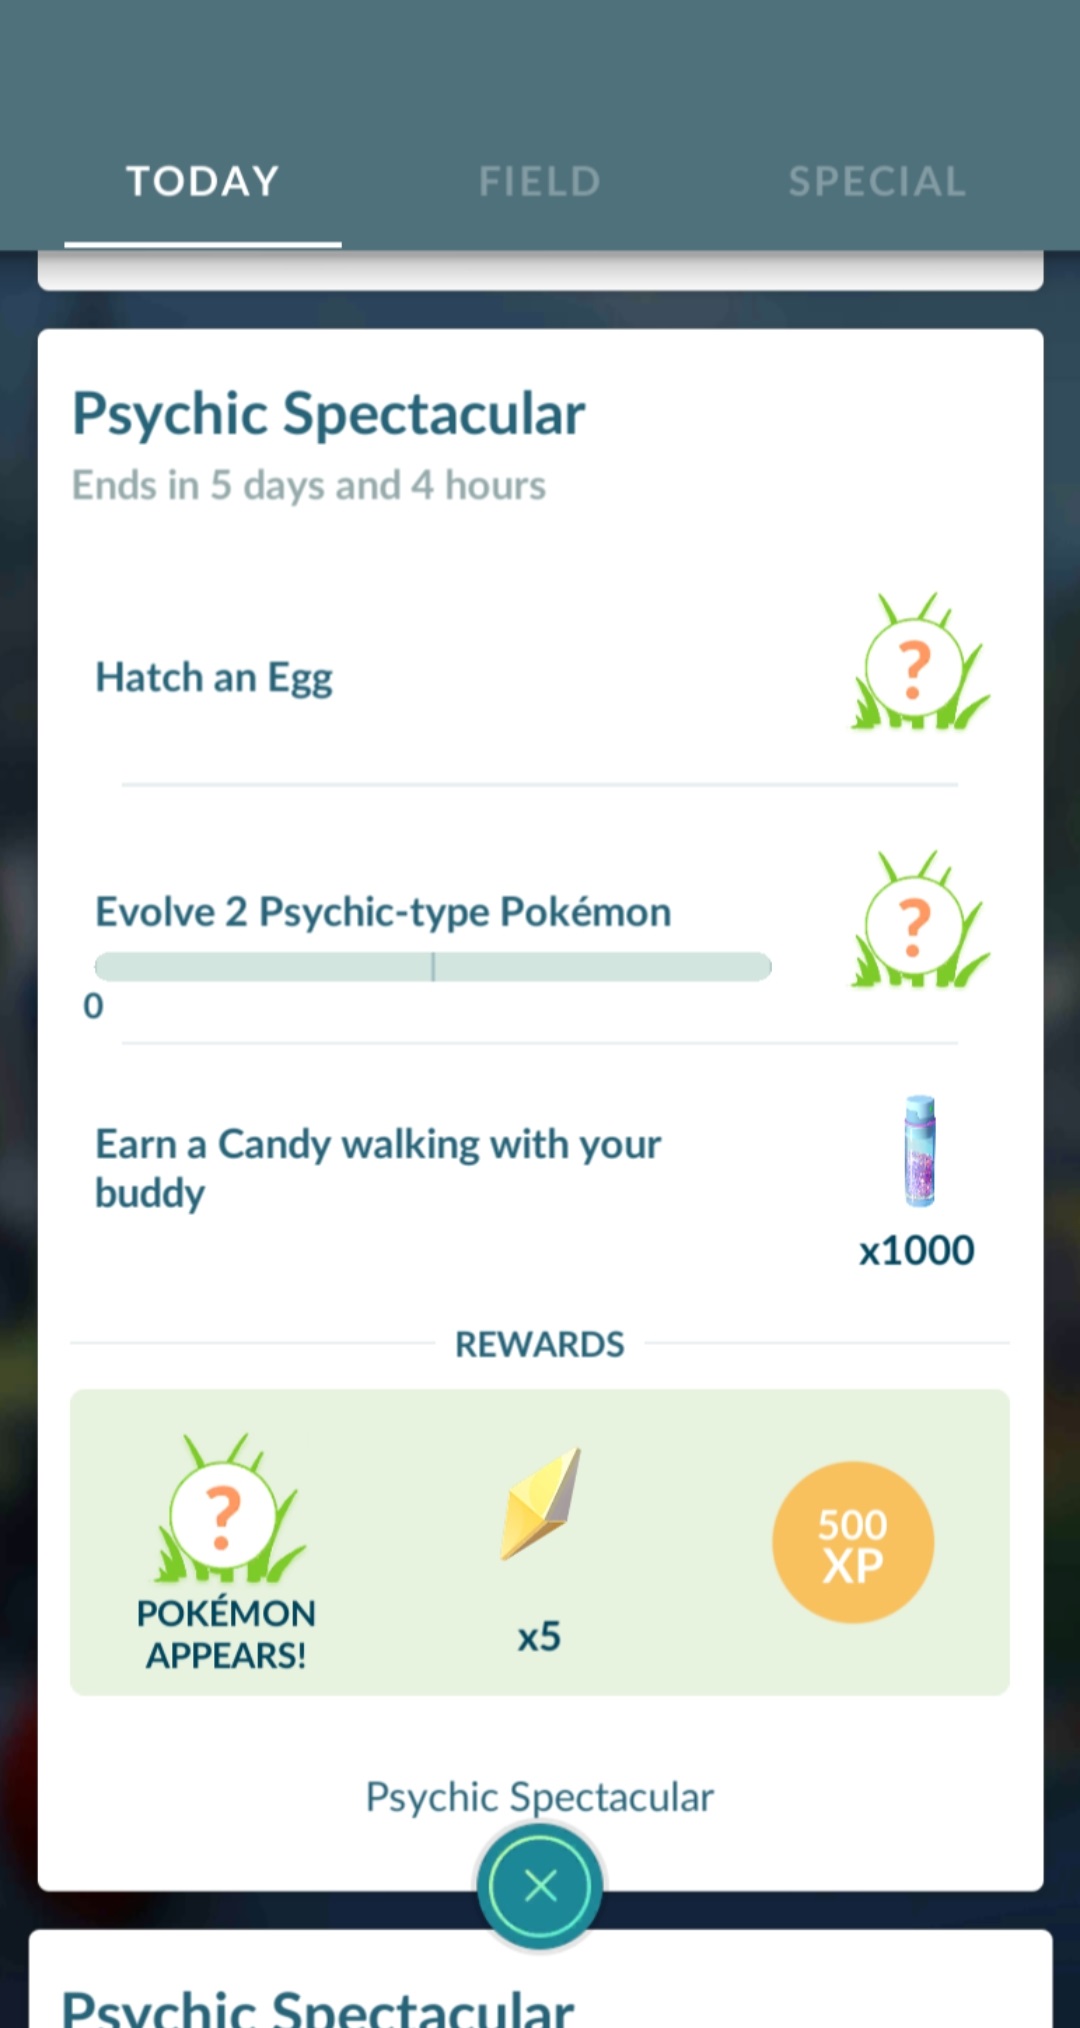 TODAY
FIELD
SPECIAL
Psychic Spectacular
Ends in 5 days and 4 hours
Hatch an Egg
?
Evolve 2 Psychic-type Pokémon
?
0
Earn a Candy walking with your
buddy
x1000
REWARDS
?
POKÉMON
APPEARS!
x5
500
XP
Psychic Spectacular
Psychic Spectacular